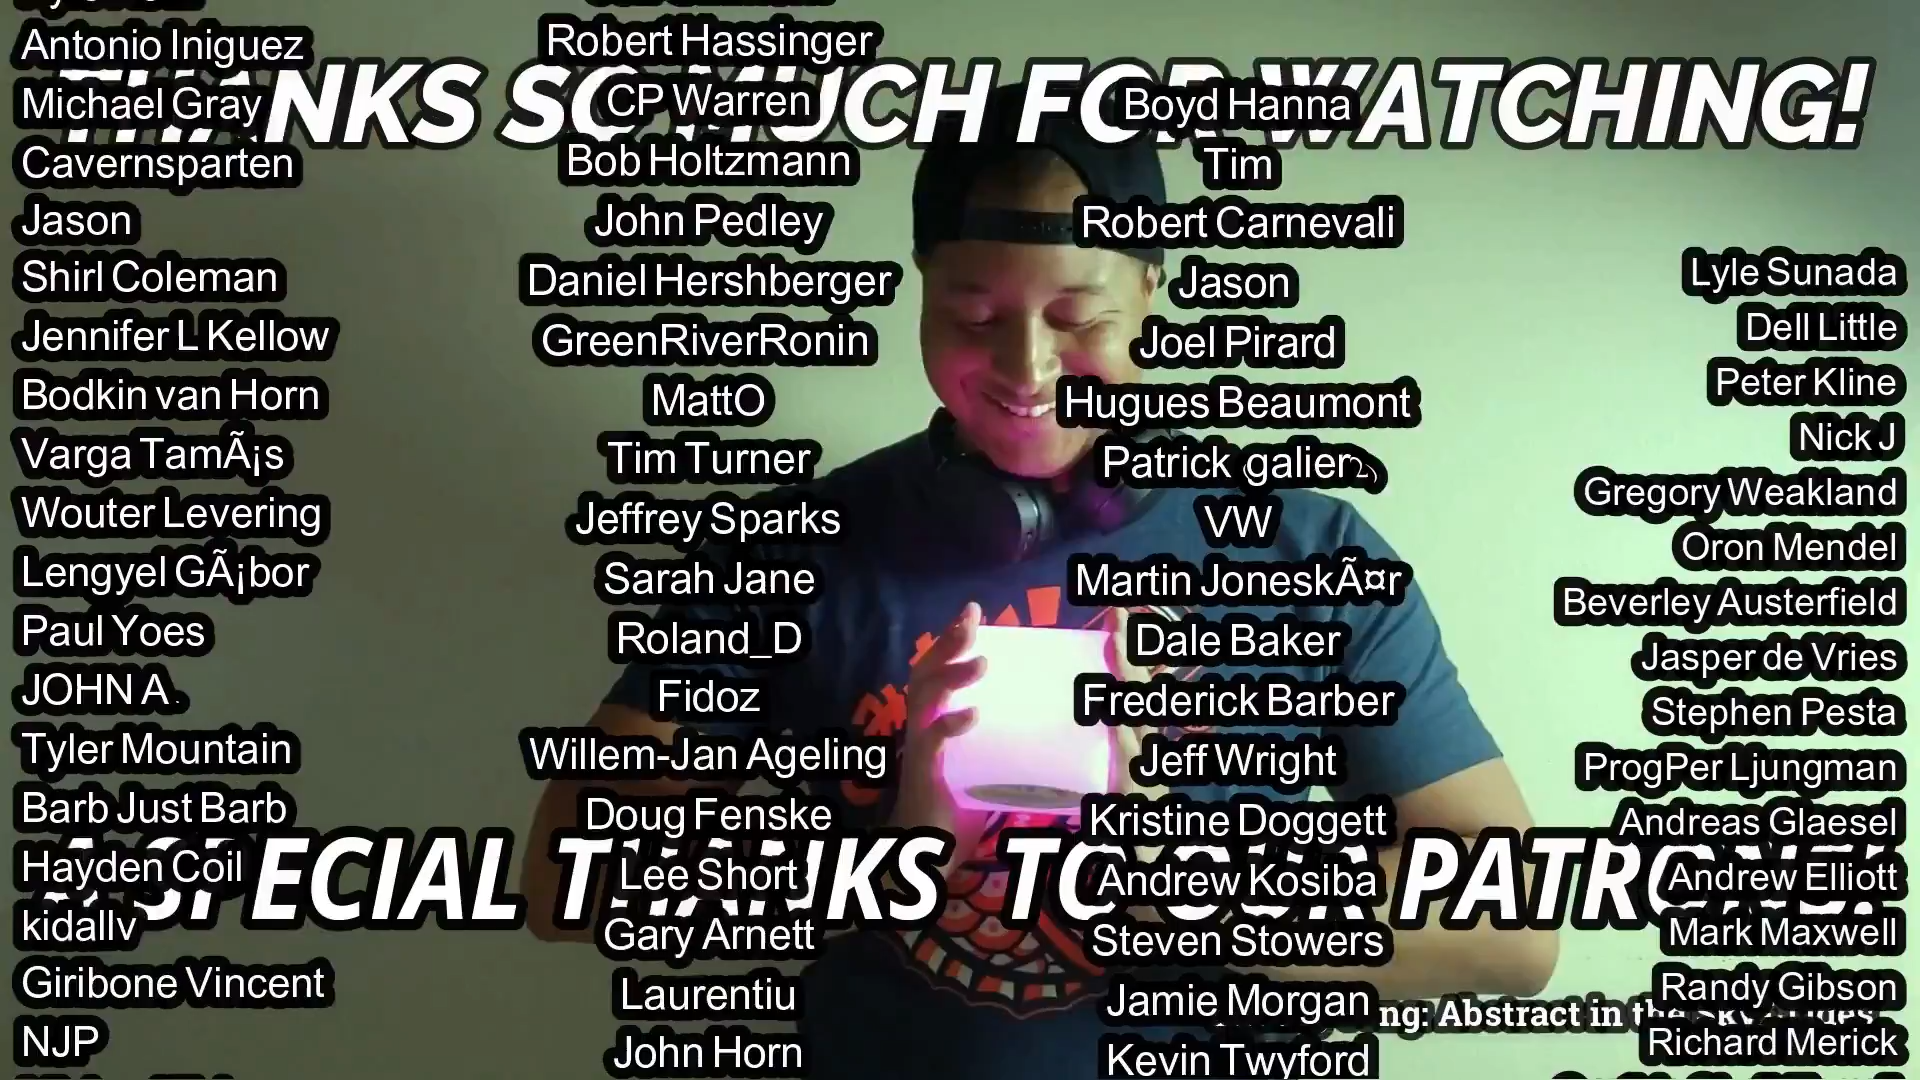 THANKS SO MUCH FOR WATCHING!
Antonio Iniguez
Michael Gray
Cavernsparten
Jason
Shirl Coleman
Jennifer L Kellow
Bodkin van Horn
Varga TamÃ¡s
Wouter Levering
Lengyel GÃ¡bor
Paul Yoes
JOHN A.
Tyler Mountain
Barb Just Barb
Hayden Coil
kidallv
Giribone Vincent
NJP
Robert Hassinger
CP Warren
Bob Holtzmann
John Pedley
Daniel Hershberger
GreenRiverRonin
MattO
Tim Turner
Jeffrey Sparks
Sarah Jane
Roland_D
Fidoz
Willem-Jan Ageling
Doug Fenske
Lee Short
Gary Arnett
Laurentiu
John Horn
Boyd Hanna
Tim
Robert Carnevali
Jason
Joel Pirard
Hugues Beaumont
Patrick
VW
Martin JoneskÃ¤r
Dale Baker
Frederick Barber
Jeff Wright
Kristine Doggett
Andrew Kosiba
Steven Stowers
Jamie Morgan
Kevin Twyford
Lyle Sunada
Dell Little
Peter Kline
Nick J
Gregory Weakland
Oron Mendel
Beverley Austerfield
Jasper de Vries
Stephen Pesta
ProgPer Ljungman
Andreas Glaesel
Andrew Elliott
Mark Maxwell
Randy Gibson
Richard Merick
A SPECIAL THANKS TO OUR PATRONS!
Abstract in the